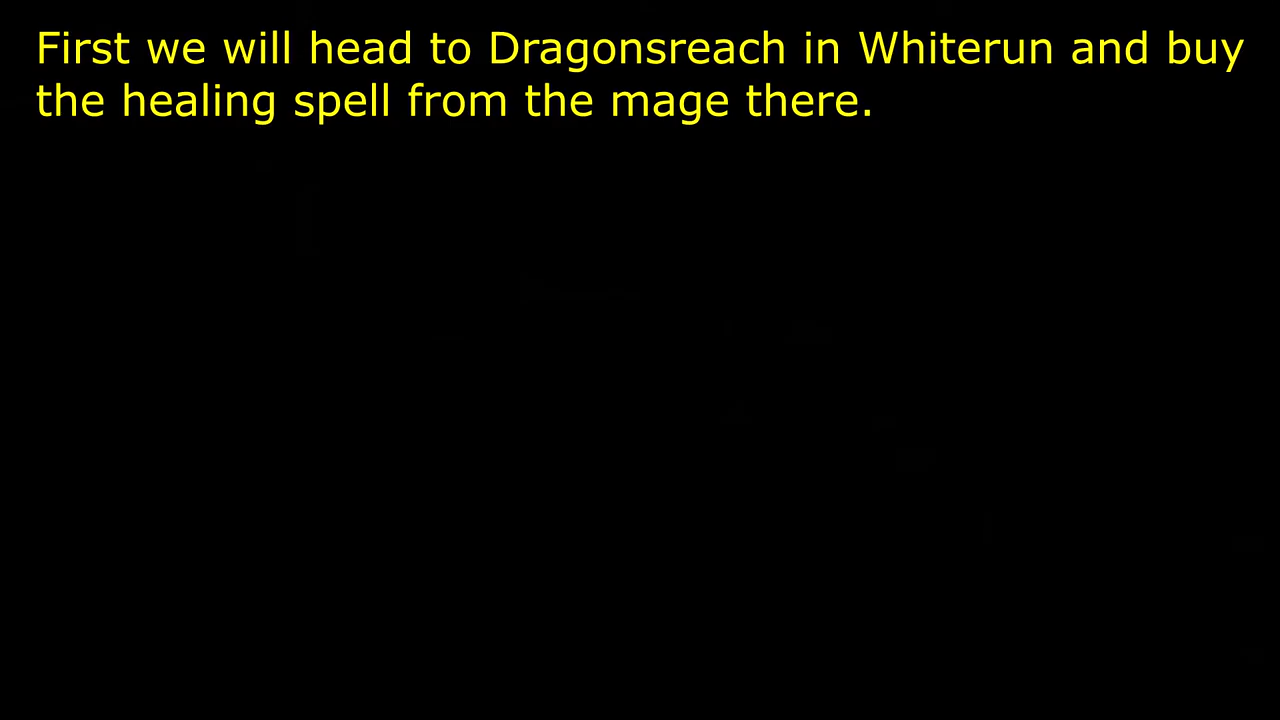 First we will head to Dragonsreach in Whiterun and buy
the healing spell from the mage there.